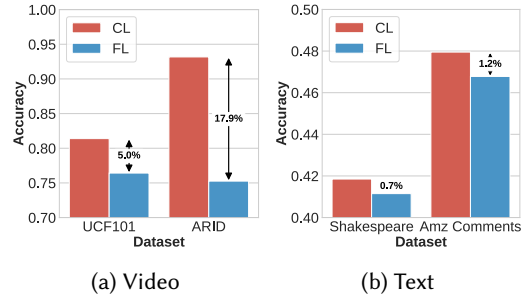 1.00
0.95
0.90
0.85
0.80
0.75
0.70
Accuracy
CL
FL
5.0%
17.9%
UCF101 ARID
Dataset
(a) Video
0.50
0.48
0.46
0.44
0.42
0.40
Accuracy
CL
FL
0.7%
1.2%
Shakespeare Amz Comments
Dataset
(b) Text